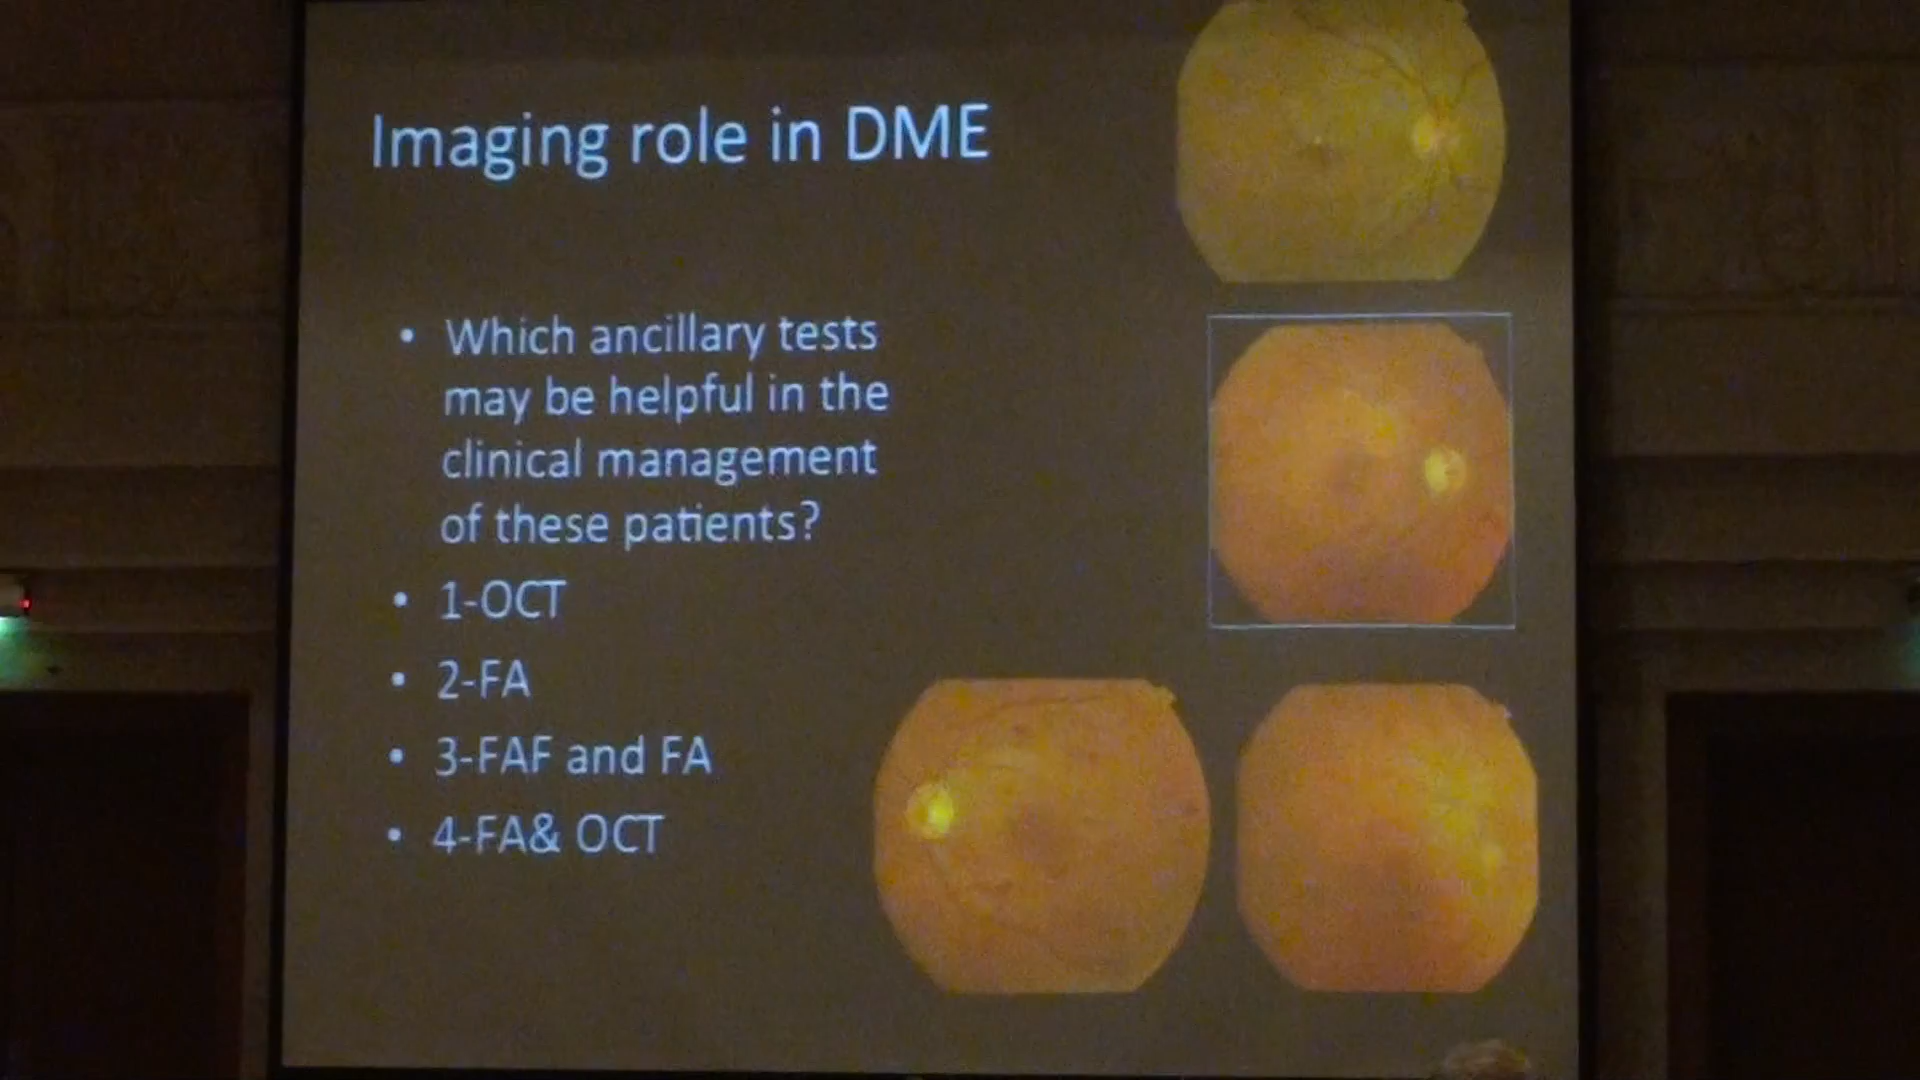 Imaging role in DME
• Which ancillary tests
may be helpful in the
clinical management
of these patients?
• 1-OCT
• 2-FA
• 3-FAF and FA
• 4-FA& OCT